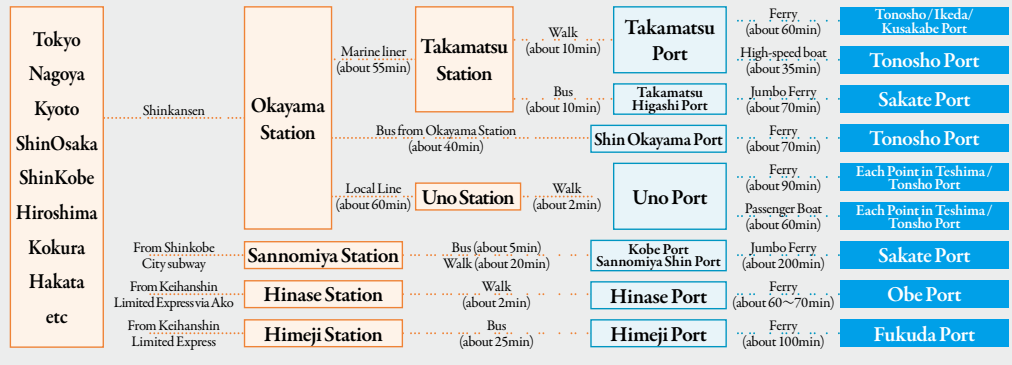 Tokyo
Nagoya
Kyoto
ShinOsaka
ShinKobe
Hiroshima
Kokura
Hakata
etc
Shinkansen
Okayama
Station
Marine liner
(about 55min)
Takamatsu
Station
Walk
(about 10min)
Takamatsu
Port
Ferry
(about 60min)
Tonosho/Ikeda/
Kusakabe Port
High-speed boat
(about 35min)
Tonosho Port
Bus
(about 10min)
Takamatsu
Higashi Port
Jumbo Ferry
(about 70min)
Sakate Port
Bus from Okayama Station
(about 40min)
Shin Okayama Port
Ferry
(about 70min)
Tonosho Port
Local Line
(about 60min)
Uno Station
Walk
(about 2min)
Uno Port
Ferry
(about 90min)
Each Point in Teshima/
Tonsho Port
Passenger Boat
(about 60min)
Each Point in Teshima/
Tonsho Port
From Shinkobe
City subway
Sannomiya Station
Bus (about 5min)
Walk (about 20min)
Kobe Port
Sannomiya Shin Port
Jumbo Ferry
(about 200min)
Sakate Port
From Keihanshin
Limited Express via Ako
Hinase Station
Walk
(about 2min)
Hinase Port
Ferry
(about 60～70min)
Obe Port
From Keihanshin
Limited Express
Himeji Station
Bus
(about 25min)
Himeji Port
Ferry
(about 100min)
Fukuda Port